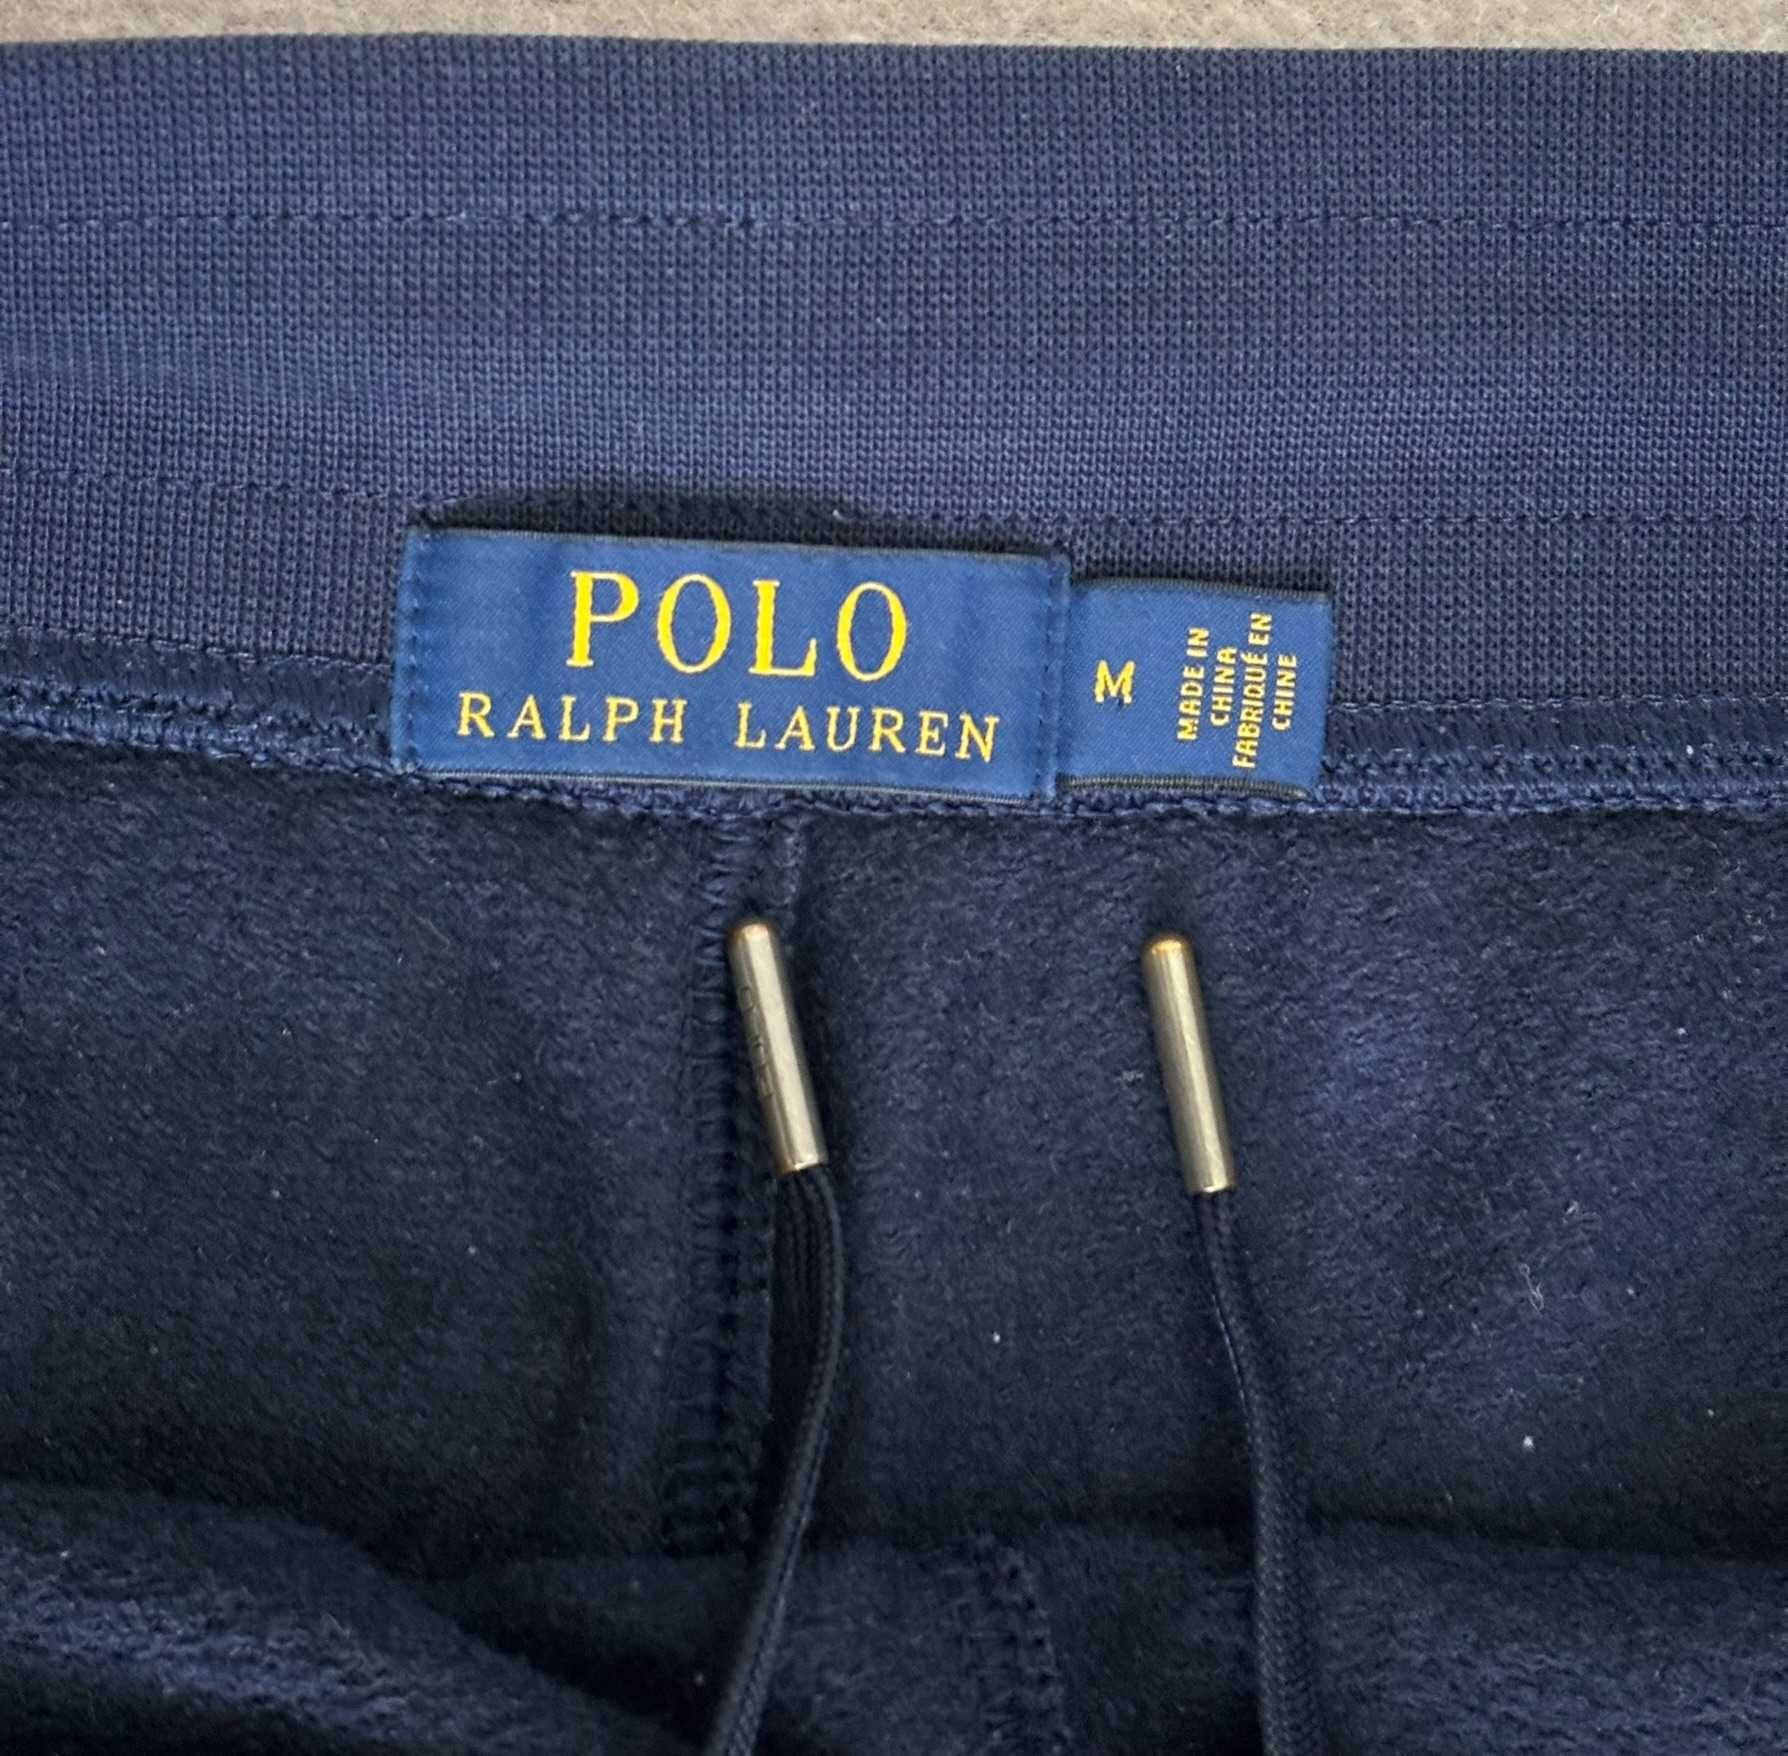 POLO
RALPH LAUREN
M
MADE IN
CHINA
FABRIQUÉ EN
CHINE